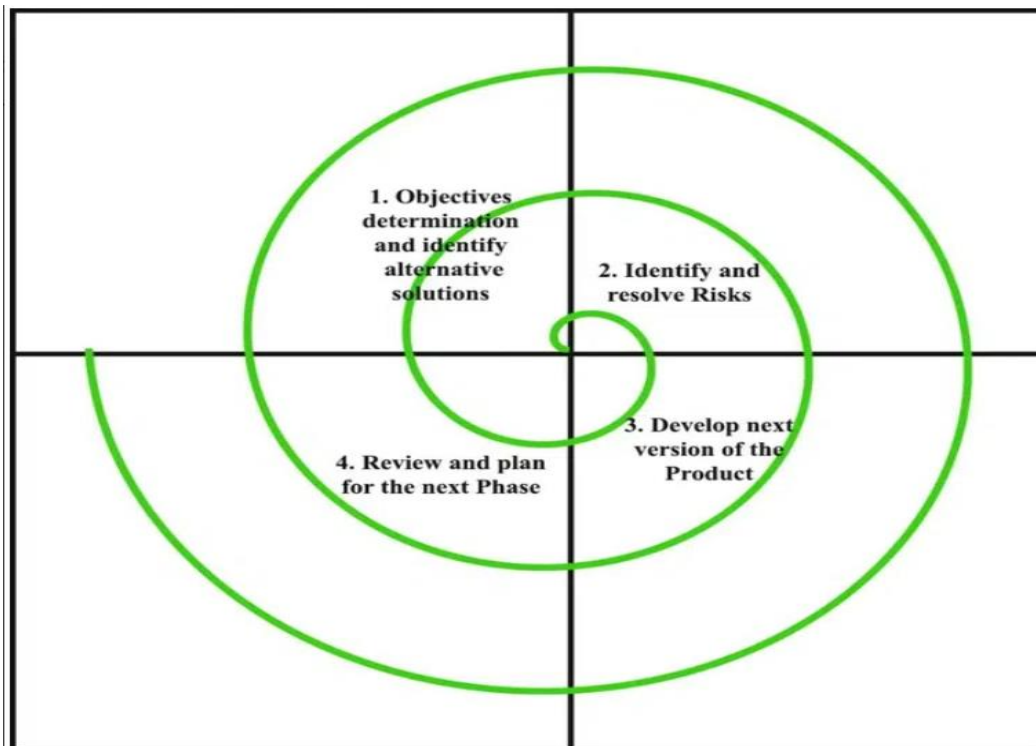 1. Objectives
determination
and identify
alternative
solutions
2. Identify and
resolve Risks
3. Develop next
version of the
Product
4. Review and plan
for the next Phase